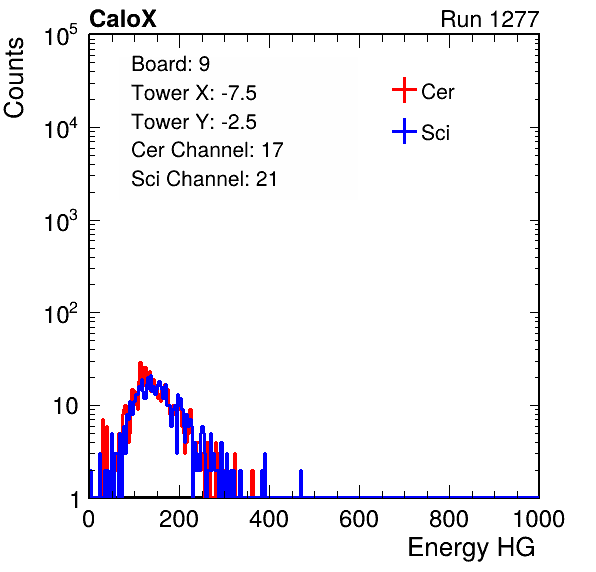 CaloX Run 1277
Counts
10^5
10^4
10^3
10^2
10
1
Board: 9
Tower X: -7.5
Tower Y: -2.5
Cer Channel: 17
Sci Channel: 21
Cer
Sci
0 200 400 600 800 1000
Energy HG